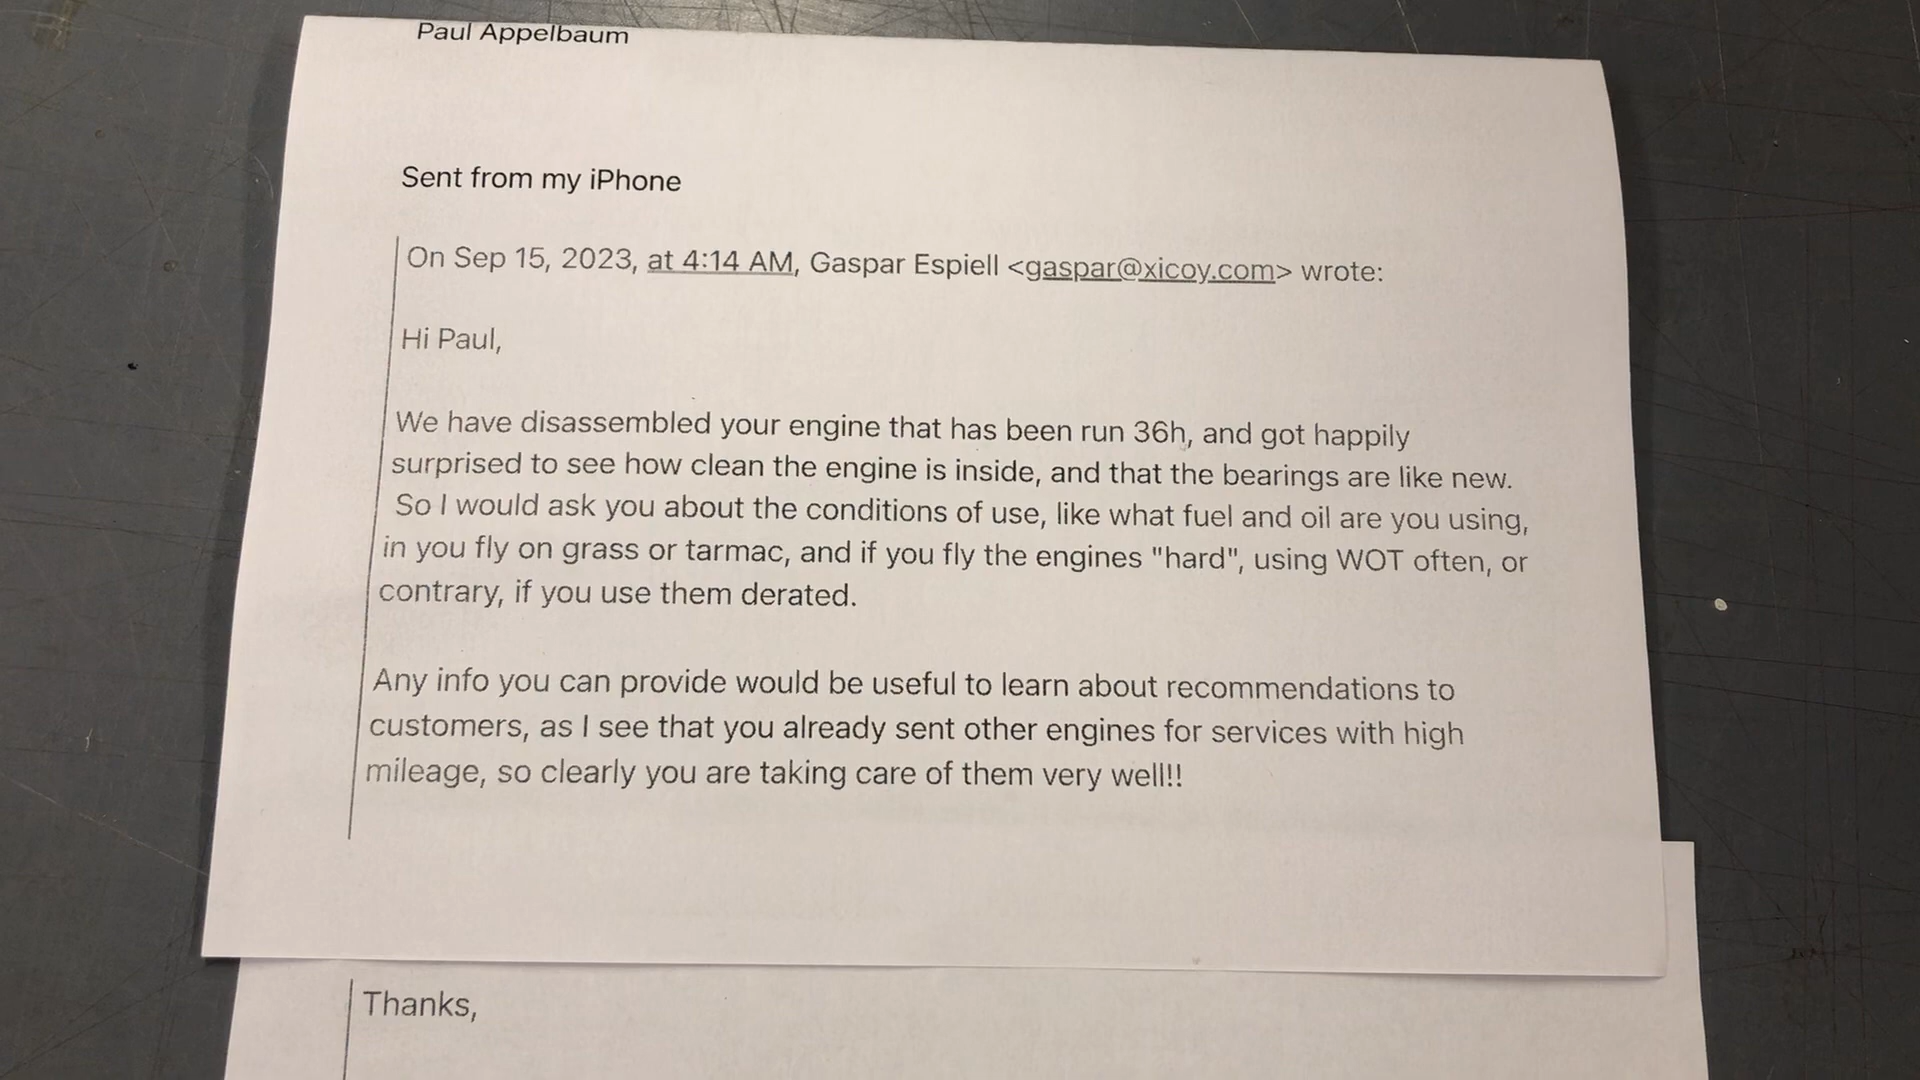 Paul Appelbaum
Sent from my iPhone
On Sep 15, 2023, at 4:14 AM, Gaspar Espiell <gaspar@xicoy.com> wrote:
Hi Paul,
We have disassembled your engine that has been run 36h, and got happily
surprised to see how clean the engine is inside, and that the bearings are like new.
So I would ask you about the conditions of use, like what fuel and oil are you using,
in you fly on grass or tarmac, and if you fly the engines "hard", using WOT often, or
contrary, if you use them derated.
Any info you can provide would be useful to learn about recommendations to
customers, as I see that you already sent other engines for services with high
mileage, so clearly you are taking care of them very well!!
Thanks,